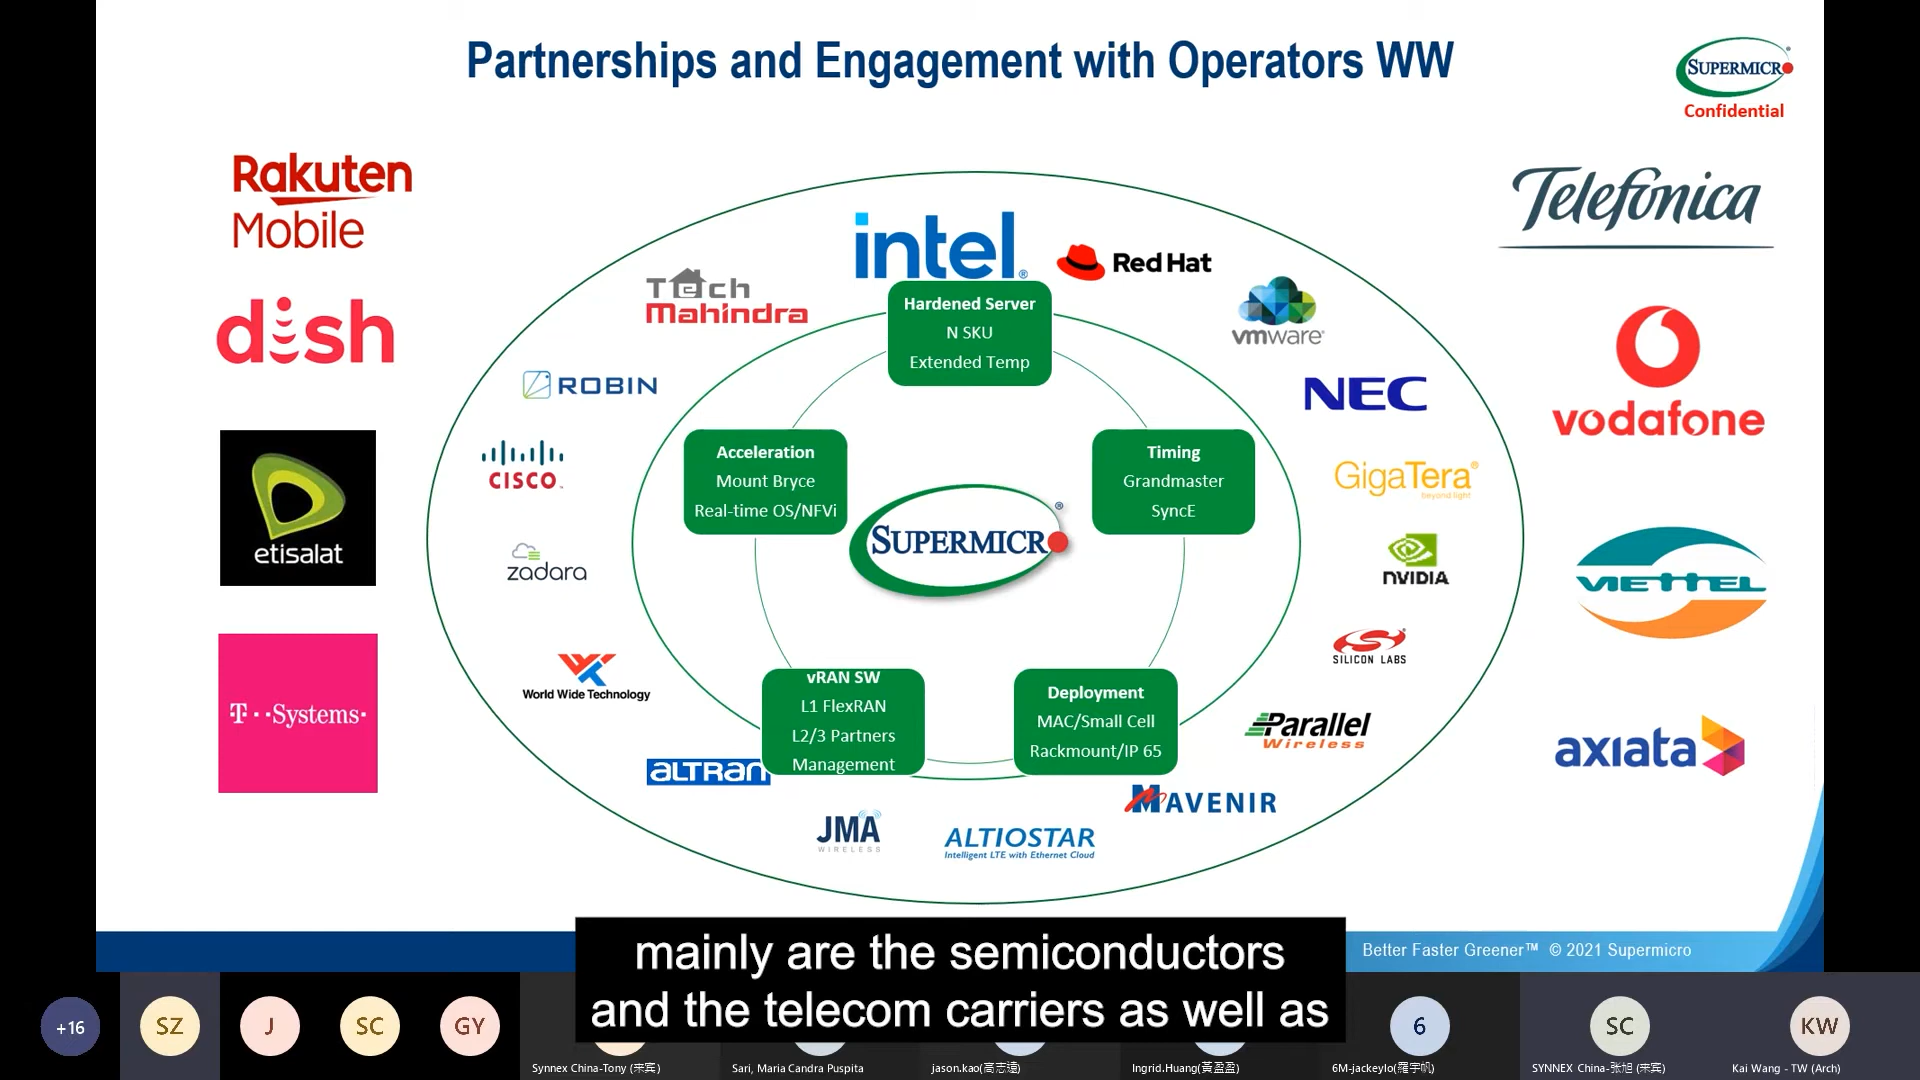 Partnerships and Engagement with Operators WW
SUPERMICRO
Confidential
Rakuten
Mobile
dish
etisalat
T··Systems·
Telefónica
vodafone
VIETTEL
axiata
intel®
Red Hat
Tech
Mahindra
vmware®
ROBIN
NEC
CISCO™
GigaTera®
beyond light
zadara
NVIDIA
SILICON LABS
World Wide Technology
Parallel
Wireless
ALTRAN
MAVENIR
JMA
WIRELESS
ALTIOSTAR
Intelligent LTE with Ethernet Cloud
Hardened Server
N SKU
Extended Temp
Acceleration
Mount Bryce
Real-time OS/NFVi
Timing
Grandmaster
SyncE
SUPERMICRO®
vRAN SW
L1 FlexRAN
L2/3 Partners
Management
Deployment
MAC/Small Cell
Rackmount/IP 65
Better Faster Greener™ © 2021 Supermicro
mainly are the semiconductors
and the telecom carriers as well as
+16
SZ
J
SC
GY
6
SC
KW
Synnex China-Tony (宋宾)
Sari, Maria Candra Puspita
jason.kao(高志遠)
Ingrid.Huang(黃盈盈)
6M-jackeylo(羅宇帆)
SYNNEX China-张旭 (宋宾)
Kai Wang - TW (Arch)